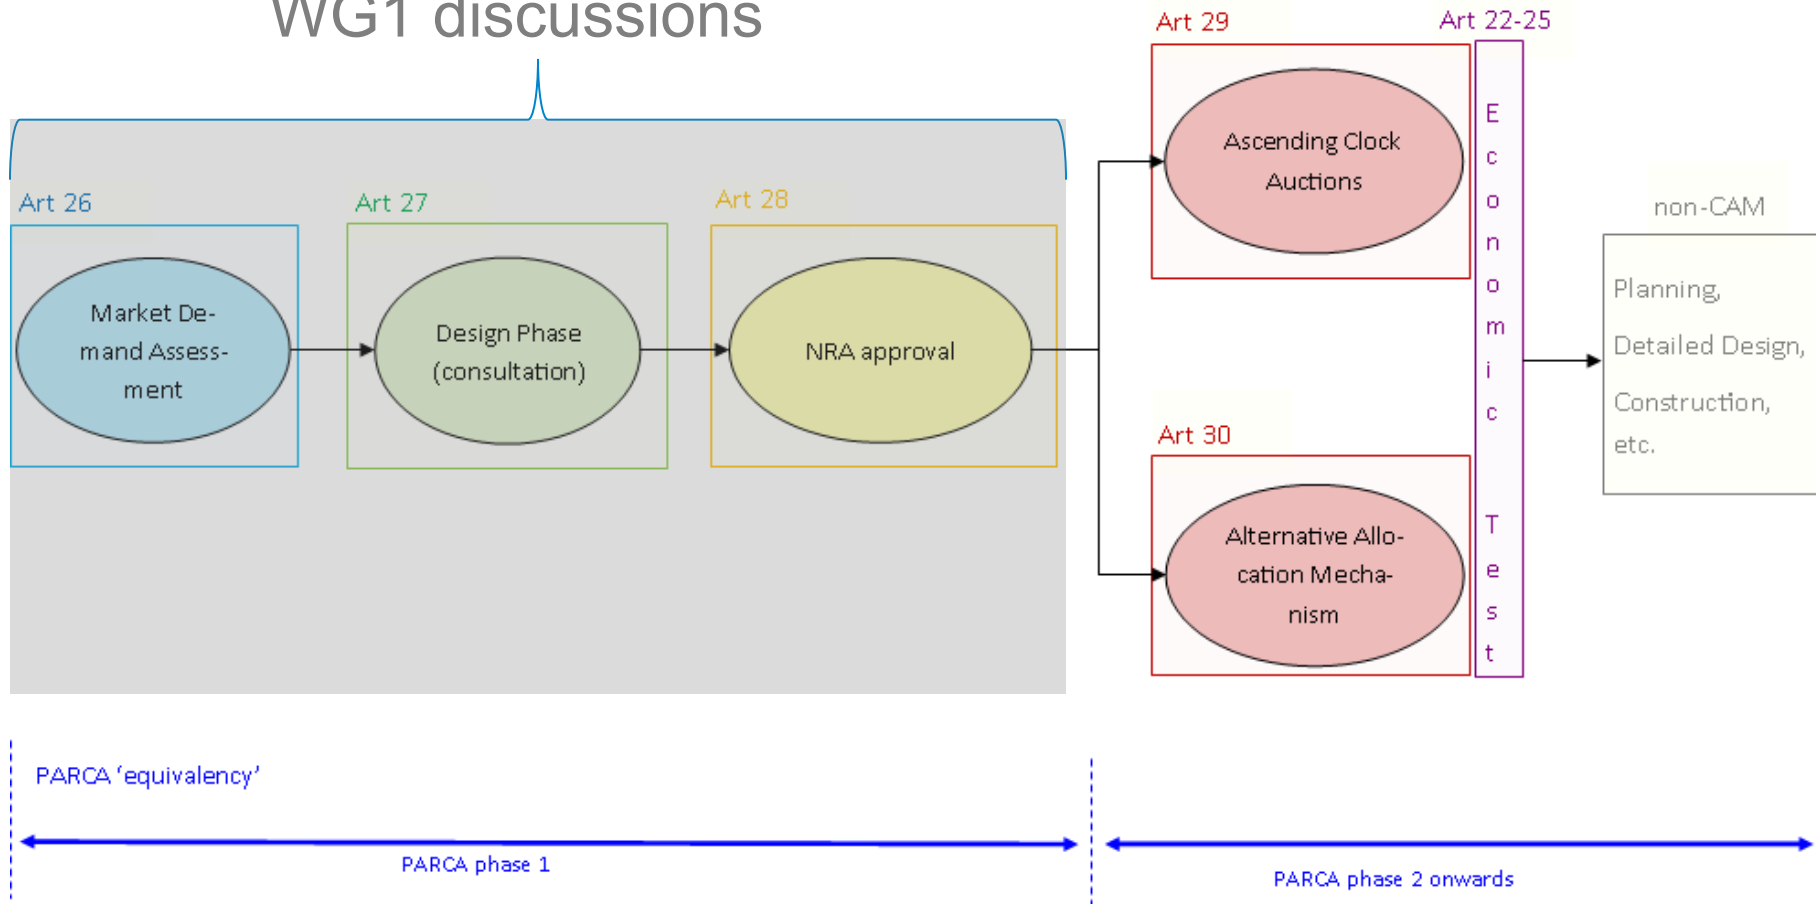 WG1 discussions
Art 29
Art 22-25
Ascending Clock
Auctions
Economic Test
Art 26
Art 27
Art 28
non-CAM
Market De-
mand Assess-
ment
Design Phase
(consultation)
NRA approval
Planning,
Detailed Design,
Construction,
etc.
Art 30
Alternative Allo-
cation Mecha-
nism
PARCA ‘equivalency’
PARCA phase 1
PARCA phase 2 onwards